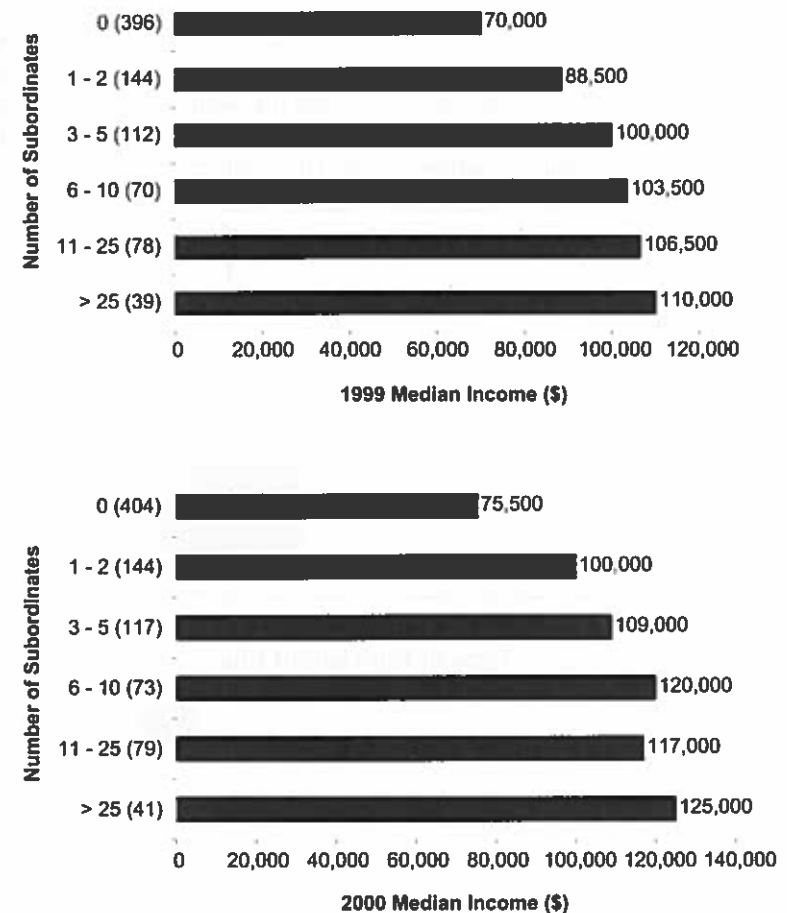 Number of Subordinates
0 (396) 70,000
1 - 2 (144) 88,500
3 - 5 (112) 100,000
6 - 10 (70) 103,500
11 - 25 (78) 106,500
> 25 (39) 110,000
0 20,000 40,000 60,000 80,000 100,000 120,000
1999 Median Income ($)
Number of Subordinates
0 (404) 75,500
1 - 2 (144) 100,000
3 - 5 (117) 109,000
6 - 10 (73) 120,000
11 - 25 (79) 117,000
> 25 (41) 125,000
0 20,000 40,000 60,000 80,000 100,000 120,000 140,000
2000 Median Income ($)